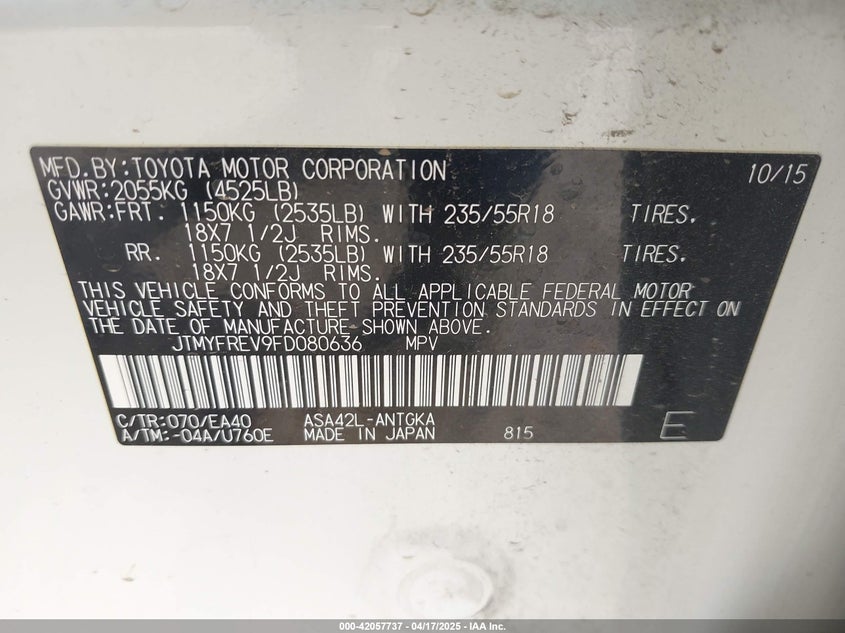 MFD.BY:TOYOTA MOTOR CORPORATION 10/15
GVWR:2055KG (4525LB)
GAWR:FRT. 1150KG (2535LB) WITH 235/55R18 TIRES.
18X7 1/2J RIMS.
RR. 1150KG (2535LB) WITH 235/55R18 TIRES.
18X7 1/2J RIMS.
THIS VEHICLE CONFORMS TO ALL APPLICABLE FEDERAL MOTOR
VEHICLE SAFETY AND THEFT PREVENTION STANDARDS IN EFFECT ON
THE DATE OF MANUFACTURE SHOWN ABOVE.
JTMYFREV9FD080636 MPV
C/TR:070/EA40 ASA42L-ANTGKA
A/TM:-04A/U760E MADE IN JAPAN 815 E
000-42057737 - 04/17/2025 - IAA Inc.